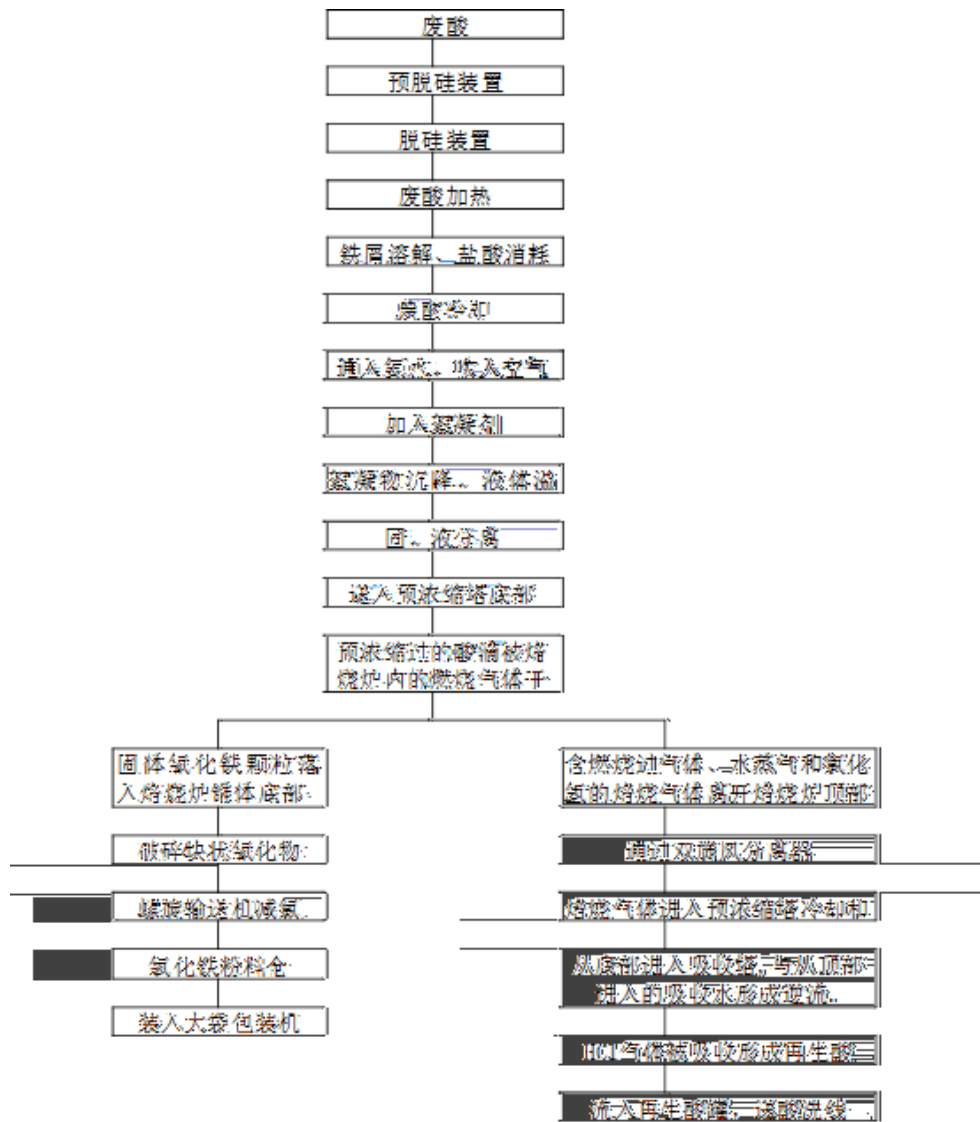 废酸
预脱硅装置
脱硅装置
废酸加热
铁屑溶解、盐酸消耗
废酸冷却
通入氨水、吹入空气
加入絮凝剂
絮凝物沉降、液体溢
固、液分离
送入预浓缩塔底部
预浓缩过的酸滴被焙
烧炉内的燃烧气体干
固体氧化铁颗粒落
入焙烧炉锥体底部
含燃烧过气体、水蒸气和氯化
氢的焙烧气体离开焙烧炉顶部
破碎块状氧化物
通过双旋风分离器
螺旋输送机减氯
焙烧气体进入预浓缩塔冷却和
氧化铁粉料仓
从底部进入吸收塔,与从顶部
进入的吸收水形成逆流
装入大袋包装机
HCl气体被吸收形成再生酸
流入再生酸罐、送酸洗线